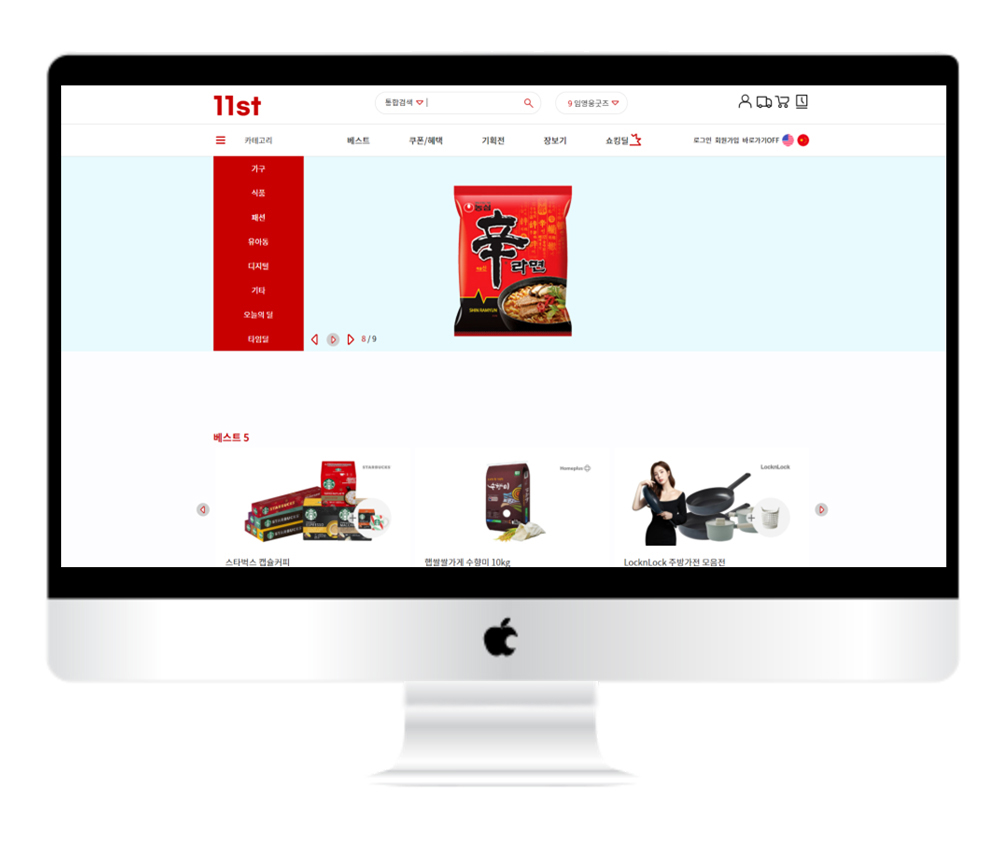 11st
통합검색
9 임영웅굿즈
카테고리 베스트 쿠폰/혜택 기획전 장보기 쇼킹딜
로그인 회원가입 바로가기OFF
가구
식품
패션
유아동
디지털
기타
오늘의 딜
타임딜
8 / 9
농심
辛
라면
SHIN RAMYUN
베스트 5
STARBUCKS
Homeplus
LocknLock
수향미
스타벅스 캡슐커피
햅쌀쌀가게 수향미 10kg
LocknLock 주방가전 모음전